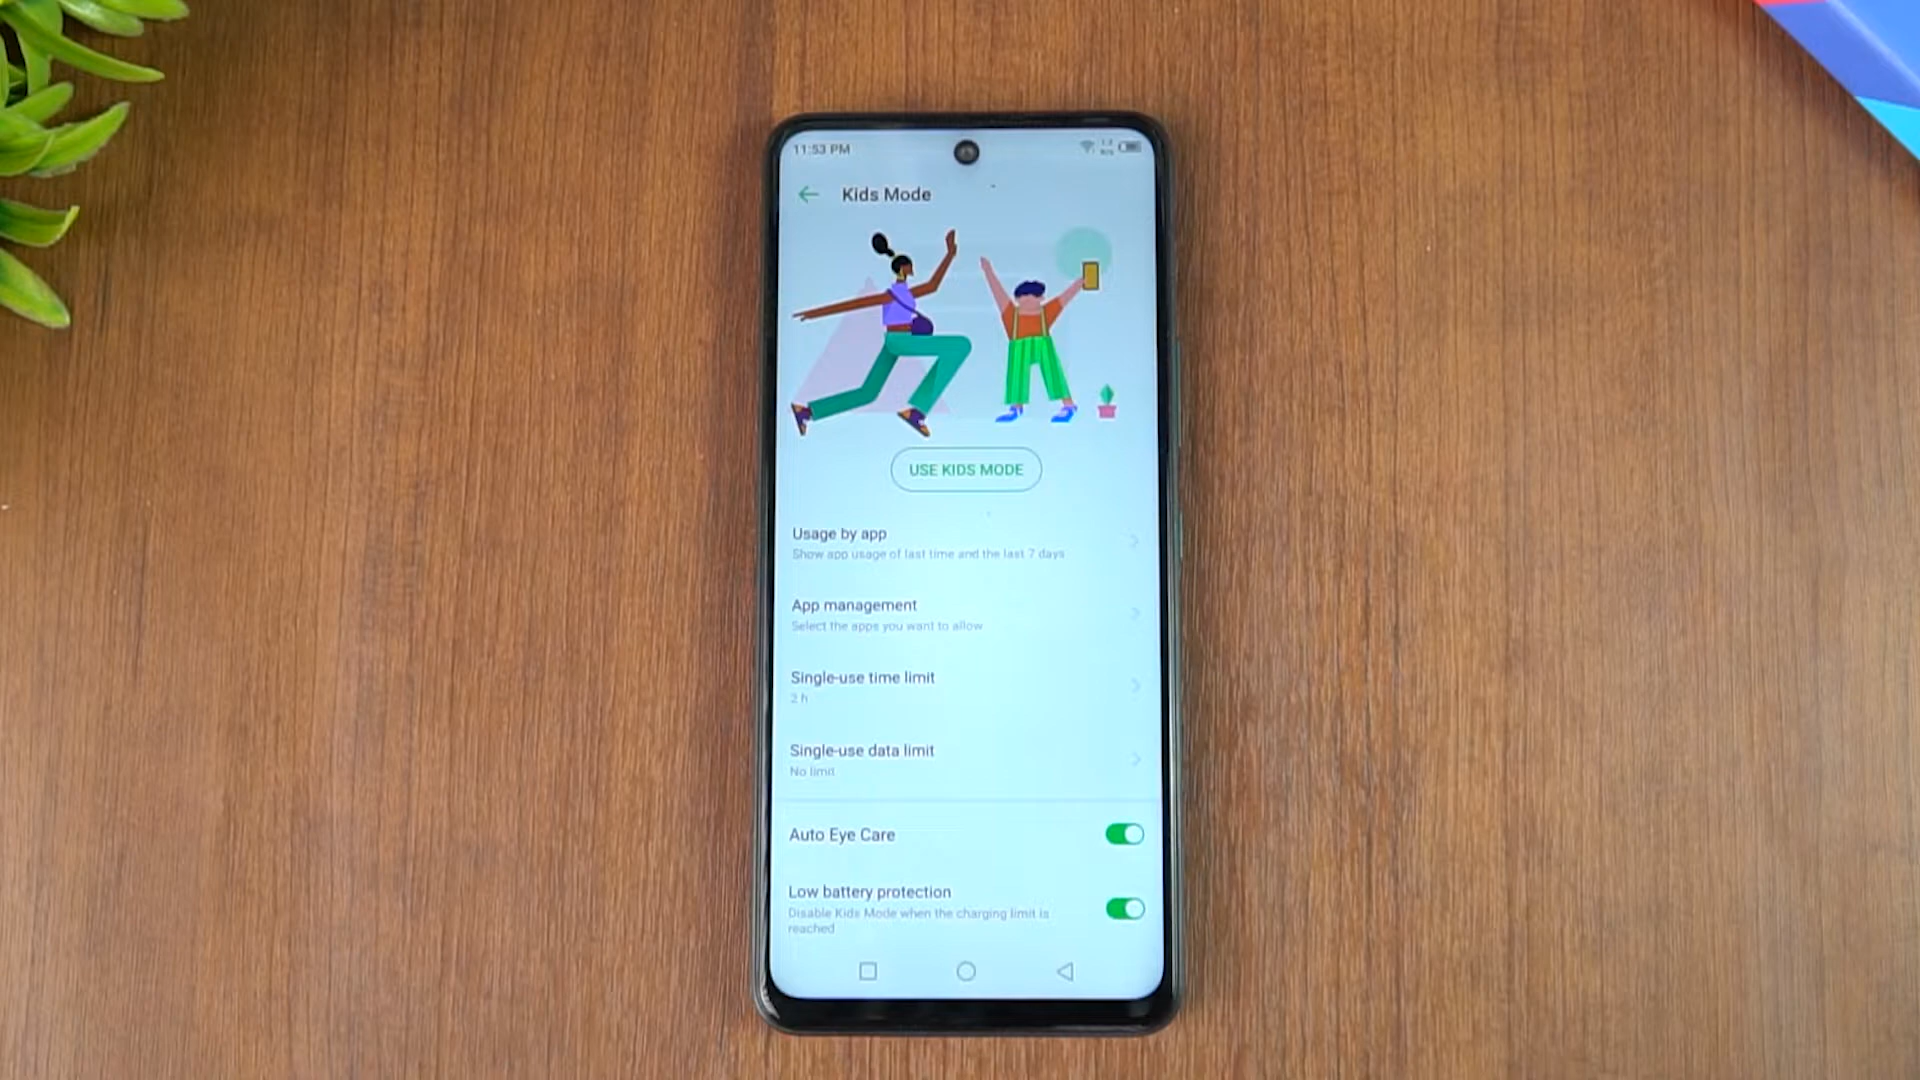 11:53 PM
Kids Mode
USE KIDS MODE
Usage by app
Show app usage of last time and the last 7 days
App management
Select the apps you want to allow
Single-use time limit
2 h
Single-use data limit
No limit
Auto Eye Care
Low battery protection
Disable Kids Mode when the charging limit is
reached